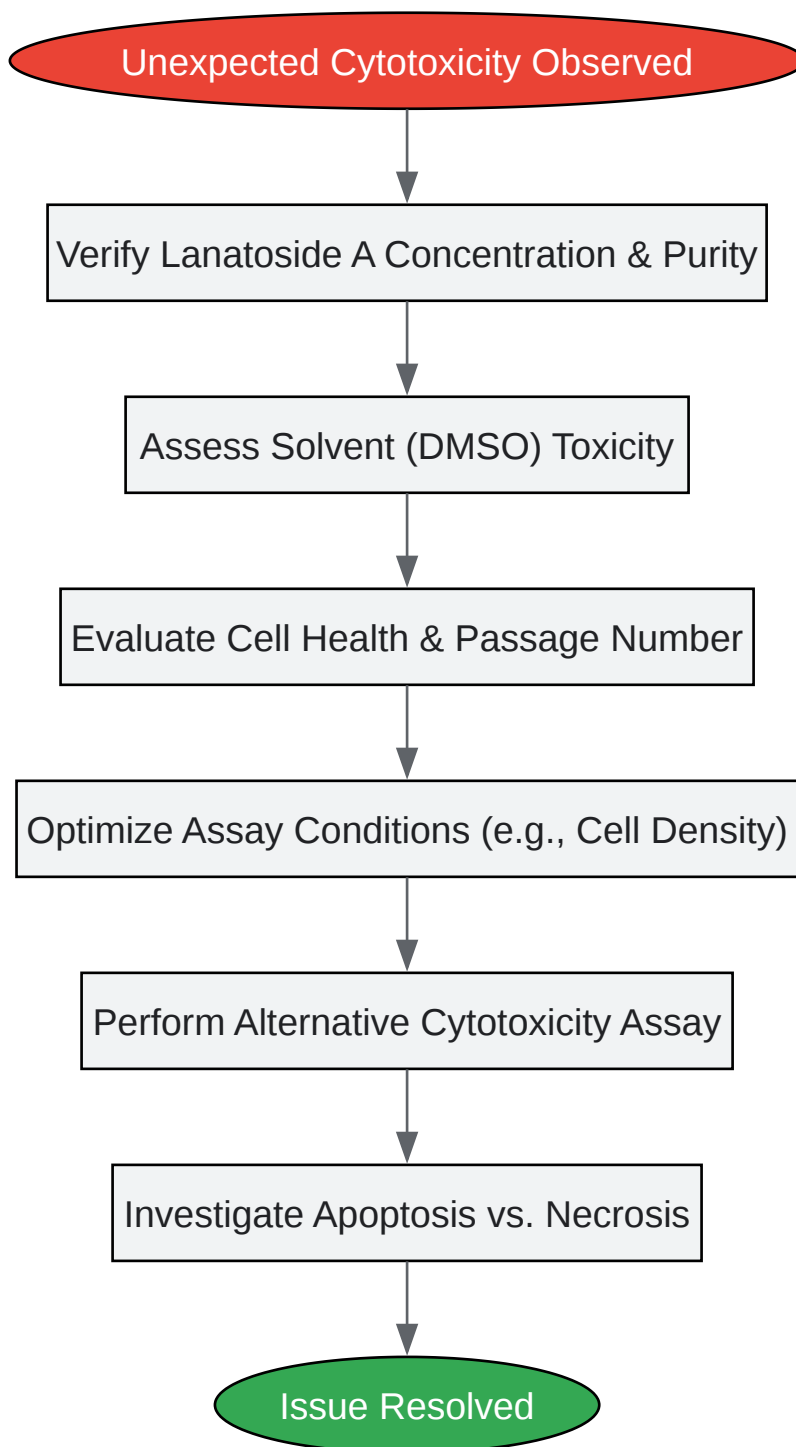 Unexpected Cytotoxicity Observed
Verify Lanatoside A Concentration & Purity
Assess Solvent (DMSO) Toxicity
Evaluate Cell Health & Passage Number
Optimize Assay Conditions (e.g., Cell Density)
Perform Alternative Cytotoxicity Assay
Investigate Apoptosis vs. Necrosis
Issue Resolved